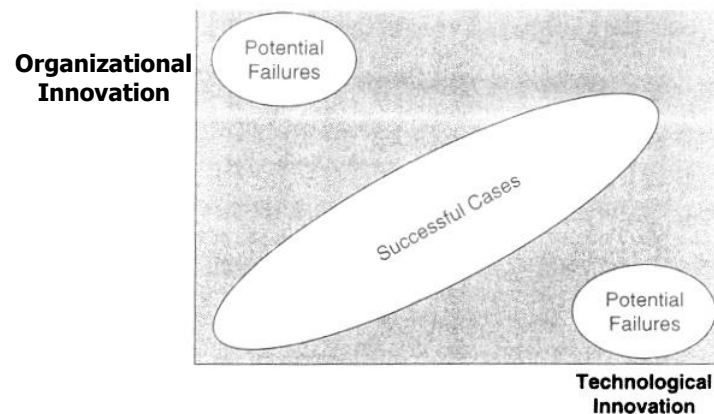 Organizational
Innovation
Potential
Failures
Successful Cases
Potential
Failures
Technological
Innovation